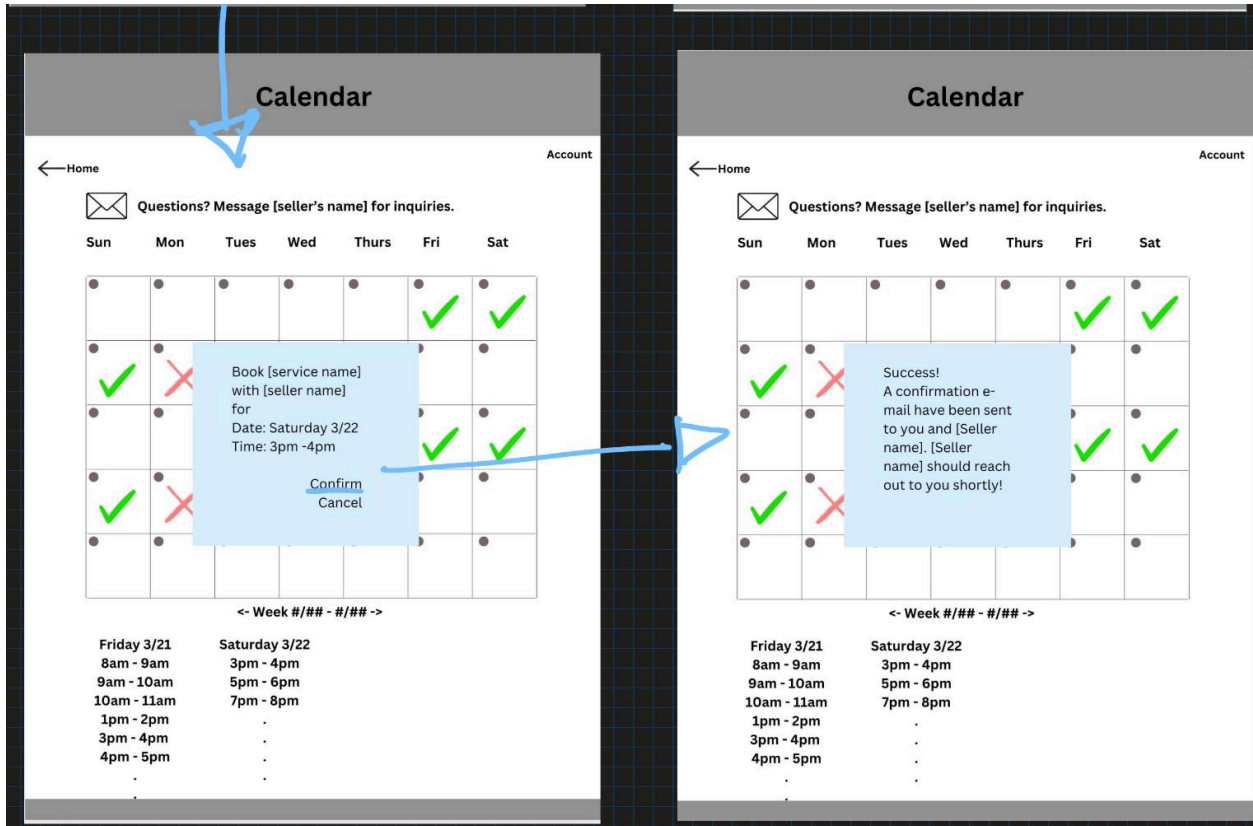 Calendar
Account
Home
Questions? Message [seller's name] for inquiries.
Sun Mon Tues Wed Thurs Fri Sat
Book [service name]
with [seller name]
for
Date: Saturday 3/22
Time: 3pm -4pm
Confirm
Cancel
<- Week #/## - #/## ->
Friday 3/21
8am - 9am
9am - 10am
10am - 11am
1pm - 2pm
3pm - 4pm
4pm - 5pm
.
.
Saturday 3/22
3pm - 4pm
5pm - 6pm
7pm - 8pm
.
.
.
Calendar
Account
Home
Questions? Message [seller's name] for inquiries.
Sun Mon Tues Wed Thurs Fri Sat
Success!
A confirmation e-
mail have been sent
to you and [Seller
name]. [Seller
name] should reach
out to you shortly!
<- Week #/## - #/## ->
Friday 3/21
8am - 9am
9am - 10am
10am - 11am
1pm - 2pm
3pm - 4pm
4pm - 5pm
.
.
Saturday 3/22
3pm - 4pm
5pm - 6pm
7pm - 8pm
.
.
.